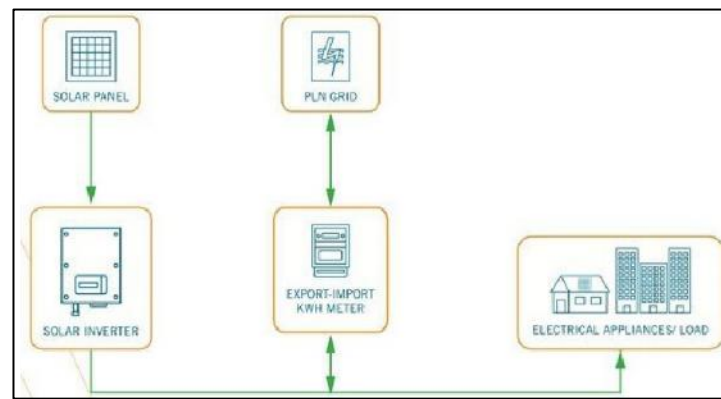 SOLAR PANEL
PLN GRID
SOLAR INVERTER
EXPORT-IMPORT
KWH METER
ELECTRICAL APPLIANCES/ LOAD